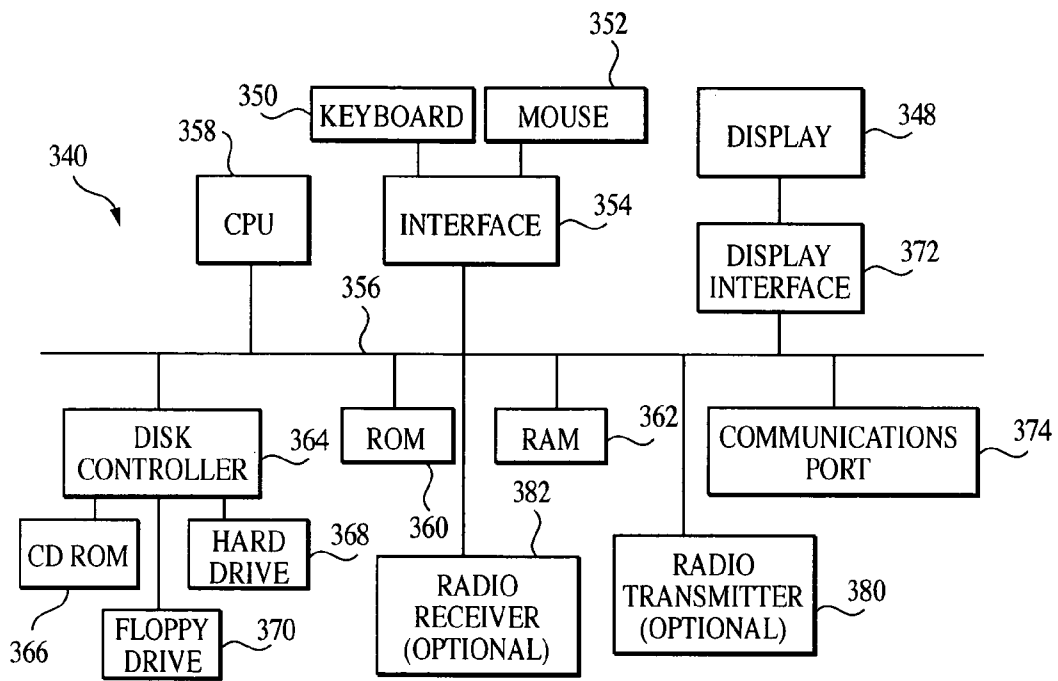 352
350
KEYBOARD
MOUSE
DISPLAY
348
358
340
CPU
INTERFACE
354
DISPLAY
INTERFACE
372
356
DISK
CONTROLLER
364
ROM
360
RAM
362
COMMUNICATIONS
PORT
374
CD ROM
366
HARD
DRIVE
368
FLOPPY
DRIVE
370
382
RADIO
RECEIVER
(OPTIONAL)
RADIO
TRANSMITTER
(OPTIONAL)
380